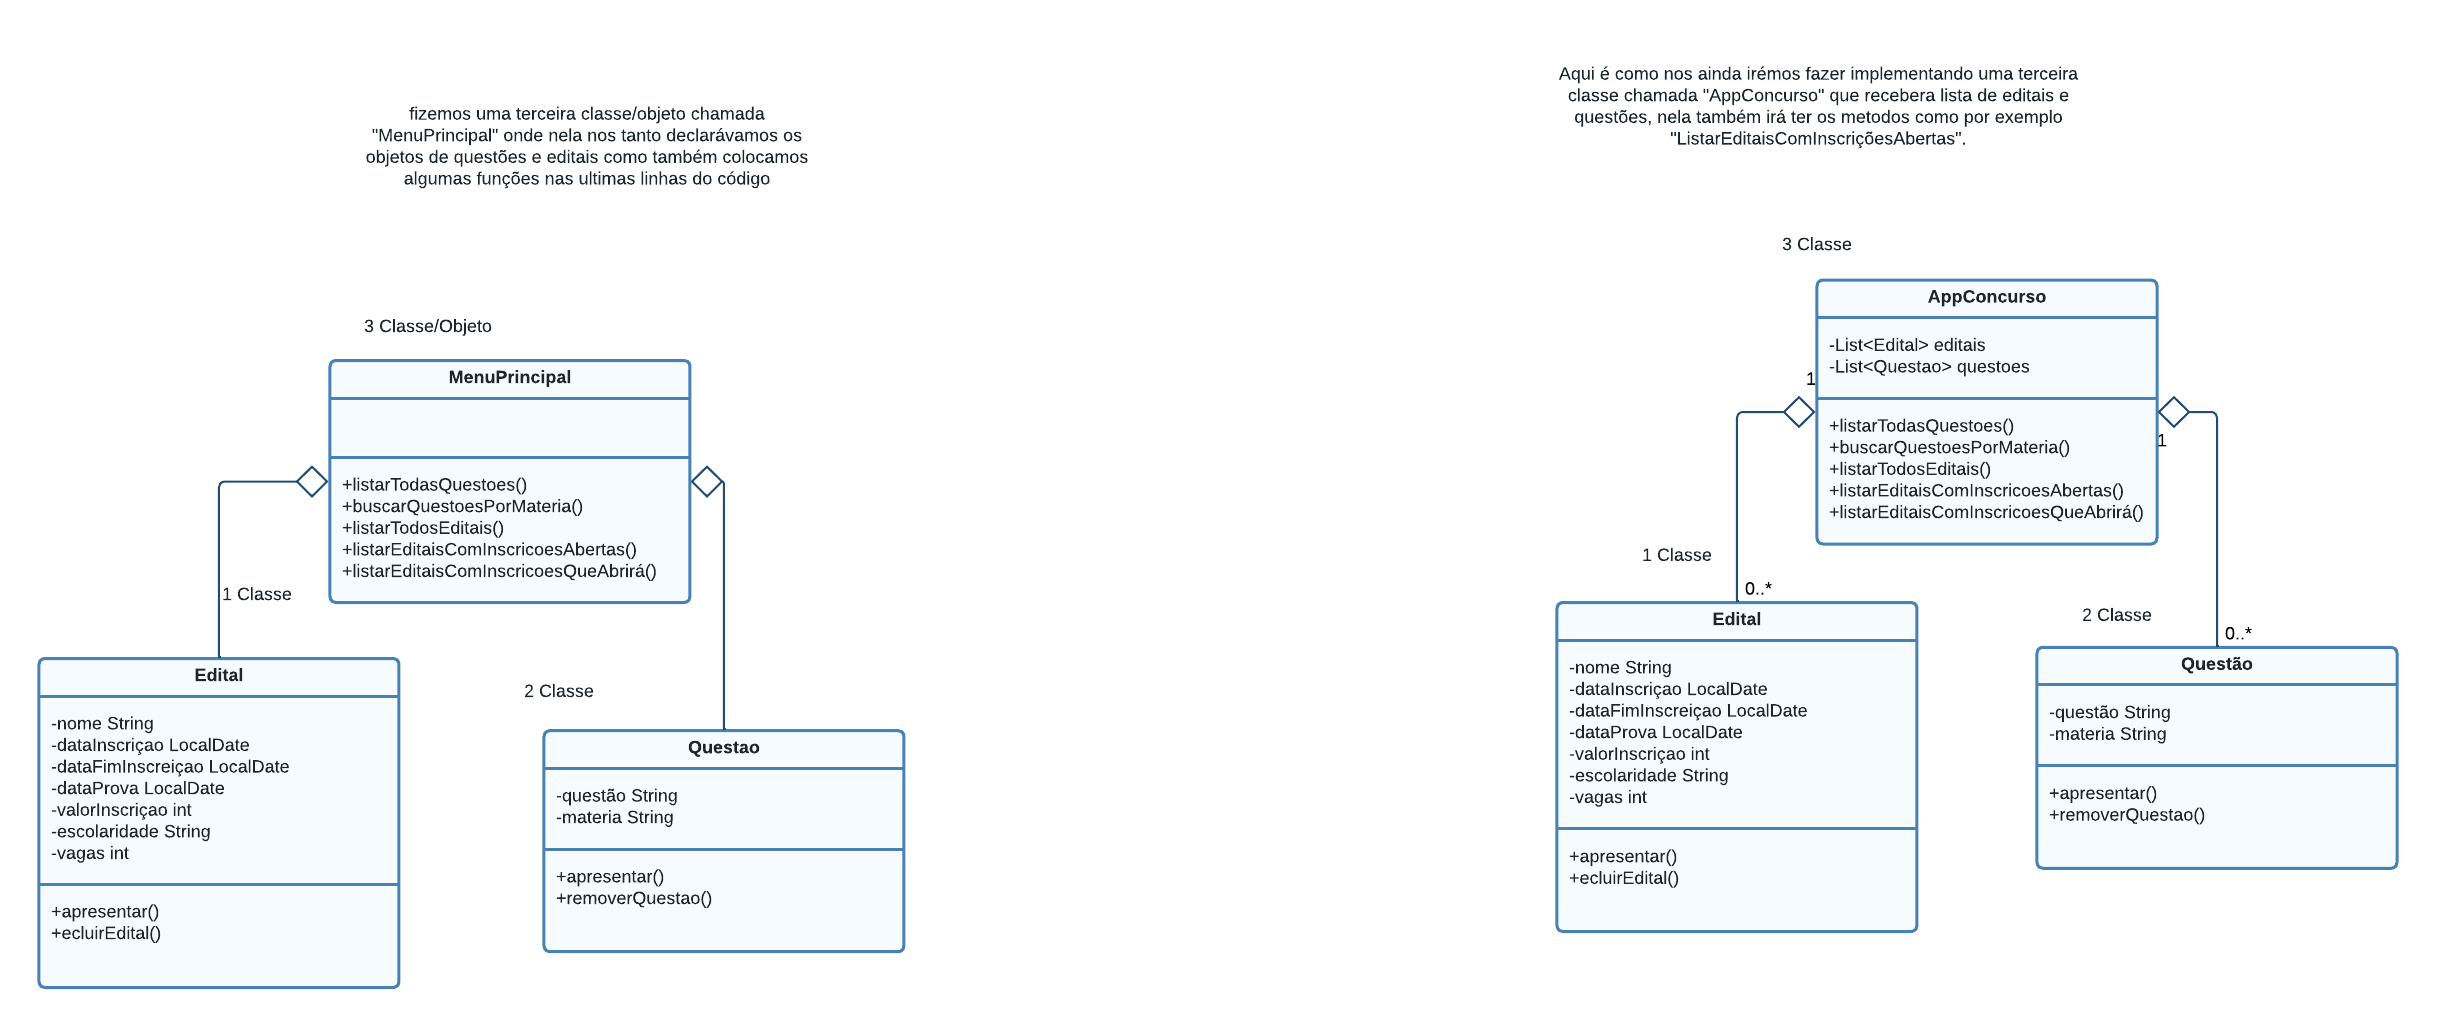 fizemos uma terceira classe/objeto chamada
"MenuPrincipal" onde nela nos tanto declarávamos os
objetos de questões e editais como também colocamos
algumas funções nas ultimas linhas do código
3 Classe/Objeto
MenuPrincipal
+listarTodasQuestoes()
+buscarQuestoesPorMateria()
+listarTodosEditais()
+listarEditaisComInscricoesAbertas()
+listarEditaisComInscricoesQueAbrirá()
1 Classe
Edital
-nome String
-dataInscriçao LocalDate
-dataFimInscreiçao LocalDate
-dataProva LocalDate
-valorInscriçao int
-escolaridade String
-vagas int
+apresentar()
+ecluirEdital()
2 Classe
Questao
-questão String
-materia String
+apresentar()
+removerQuestao()
Aqui é como nos ainda irémos fazer implementando uma terceira
classe chamada "AppConcurso" que recebera lista de editais e
questões, nela também irá ter os metodos como por exemplo
"ListarEditaisComInscriçõesAbertas".
3 Classe
AppConcurso
-List<Edital> editais
-List<Questao> questoes
1
+listarTodasQuestoes()
+buscarQuestoesPorMateria()
+listarTodosEditais()
+listarEditaisComInscricoesAbertas()
+listarEditaisComInscricoesQueAbrirá()
1
1 Classe
0..*
Edital
-nome String
-dataInscriçao LocalDate
-dataFimInscreiçao LocalDate
-dataProva LocalDate
-valorInscriçao int
-escolaridade String
-vagas int
+apresentar()
+ecluirEdital()
2 Classe
0..*
Questão
-questão String
-materia String
+apresentar()
+removerQuestao()